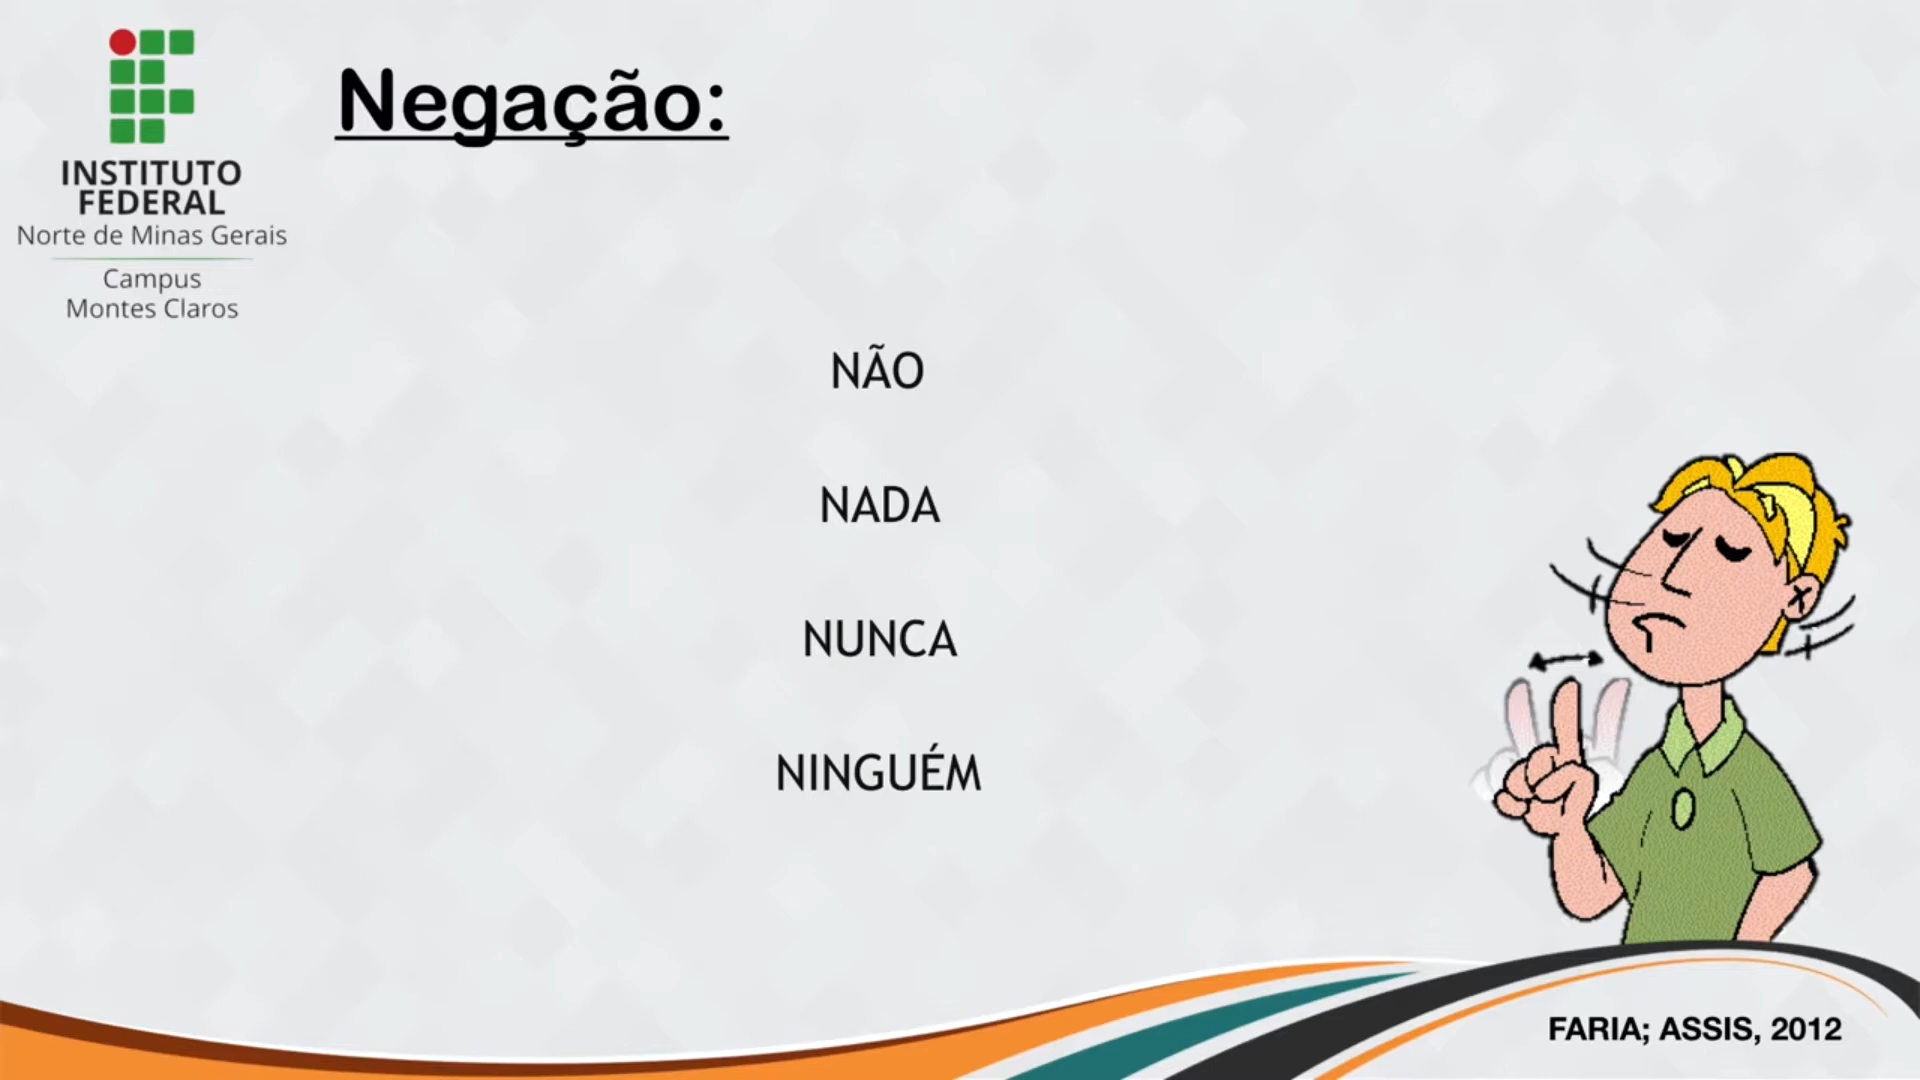 INSTITUTO
FEDERAL
Norte de Minas Gerais
Campus
Montes Claros
Negação:
NÃO
NADA
NUNCA
NINGUÉM
FARIA; ASSIS, 2012